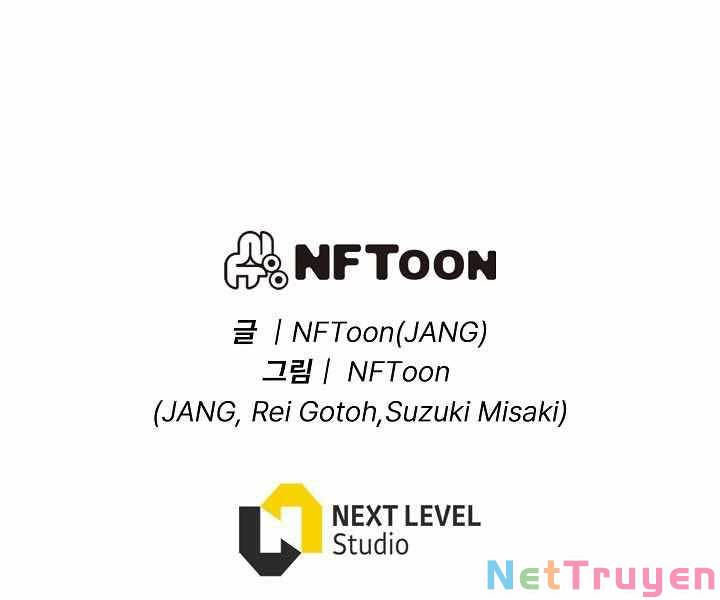 NFTOON
글 | NFToon(JANG)
그림 | NFToon
(JANG, Rei Gotoh,Suzuki Misaki)
NEXT LEVEL
Studio
NetTruyen